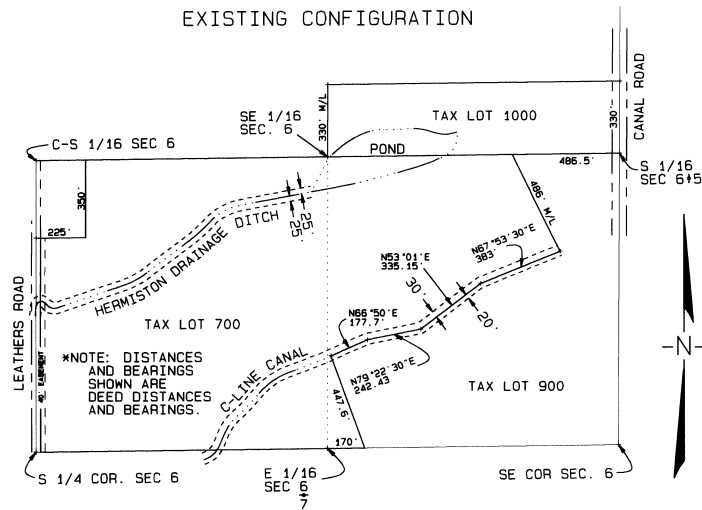 EXISTING CONFIGURATION
SE 1/16
SEC. 6
330' M/L
TAX LOT 1000
330'
CANAL ROAD
C-S 1/16 SEC 6
POND
486.5'
S 1/16
SEC 6+5
350'
225'
25'
25'
HERMISTON DRAINAGE DITCH
486' M/L
N67°53'30"E
383'
N53°01'E
335.15'
30'
20'
N66°50'E
177.7'
N79°22'30"E
242.43
LEATHERS ROAD
40' EASEMENT
TAX LOT 700
*NOTE: DISTANCES
AND BEARINGS
SHOWN ARE
DEED DISTANCES
AND BEARINGS.
C-LINE CANAL
447.6'
170'
TAX LOT 900
-N-
S 1/4 COR. SEC 6
E 1/16
SEC 6
+
7
SE COR SEC. 6